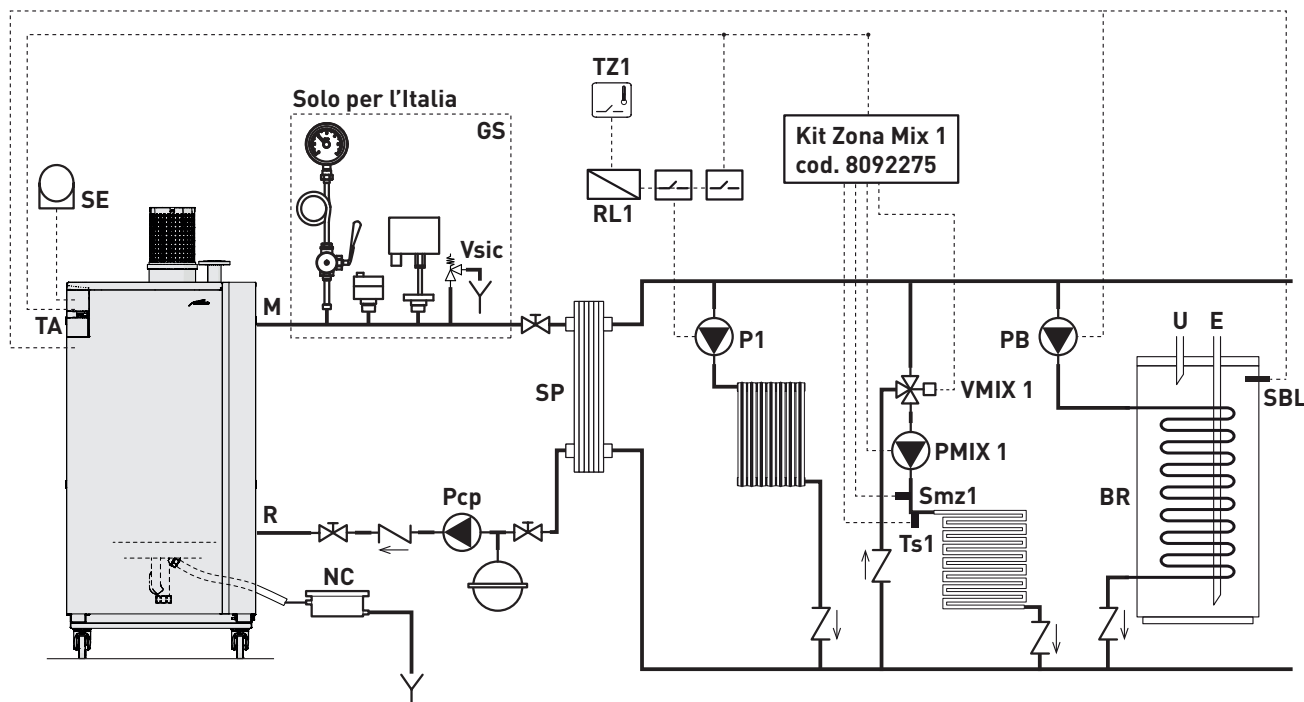 Solo per l'Italia
GS
TZ1
Kit Zona Mix 1
cod. 8092275
SE
RL1
Vsic
TA
M
P1
PB
U
E
SP
VMIX 1
SBL
PMIX 1
R
Pcp
Smz1
BR
Ts1
NC